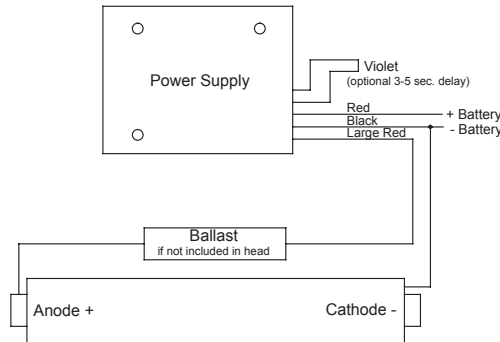 Power Supply
Violet
(optional 3-5 sec. delay)
Red
+ Battery
Black
- Battery
Large Red
Ballast
if not included in head
Anode +
Cathode -